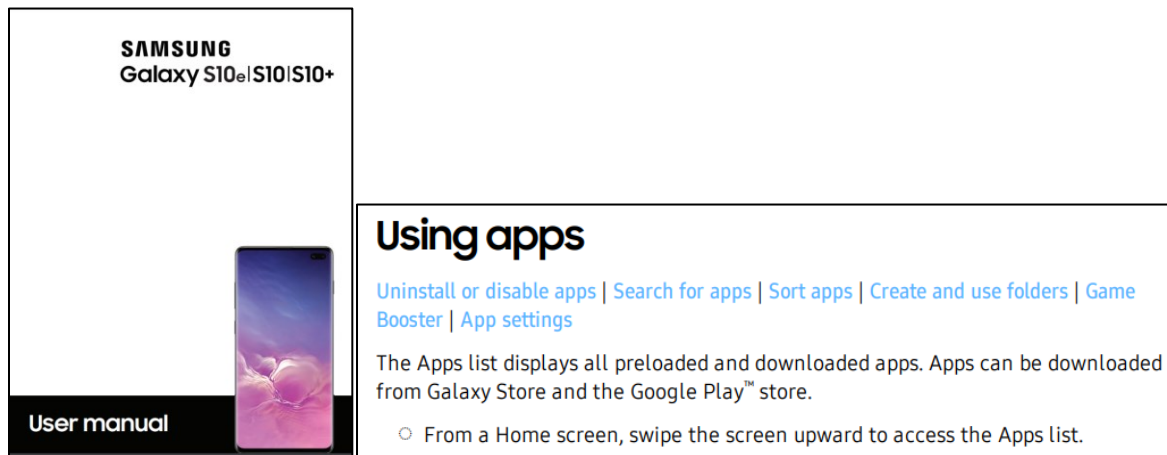 SAMSUNG
Galaxy S10e|S10|S10+
User manual
Using apps
Uninstall or disable apps | Search for apps | Sort apps | Create and use folders | Game
Booster | App settings
The Apps list displays all preloaded and downloaded apps. Apps can be downloaded
from Galaxy Store and the Google Play™ store.
○ From a Home screen, swipe the screen upward to access the Apps list.